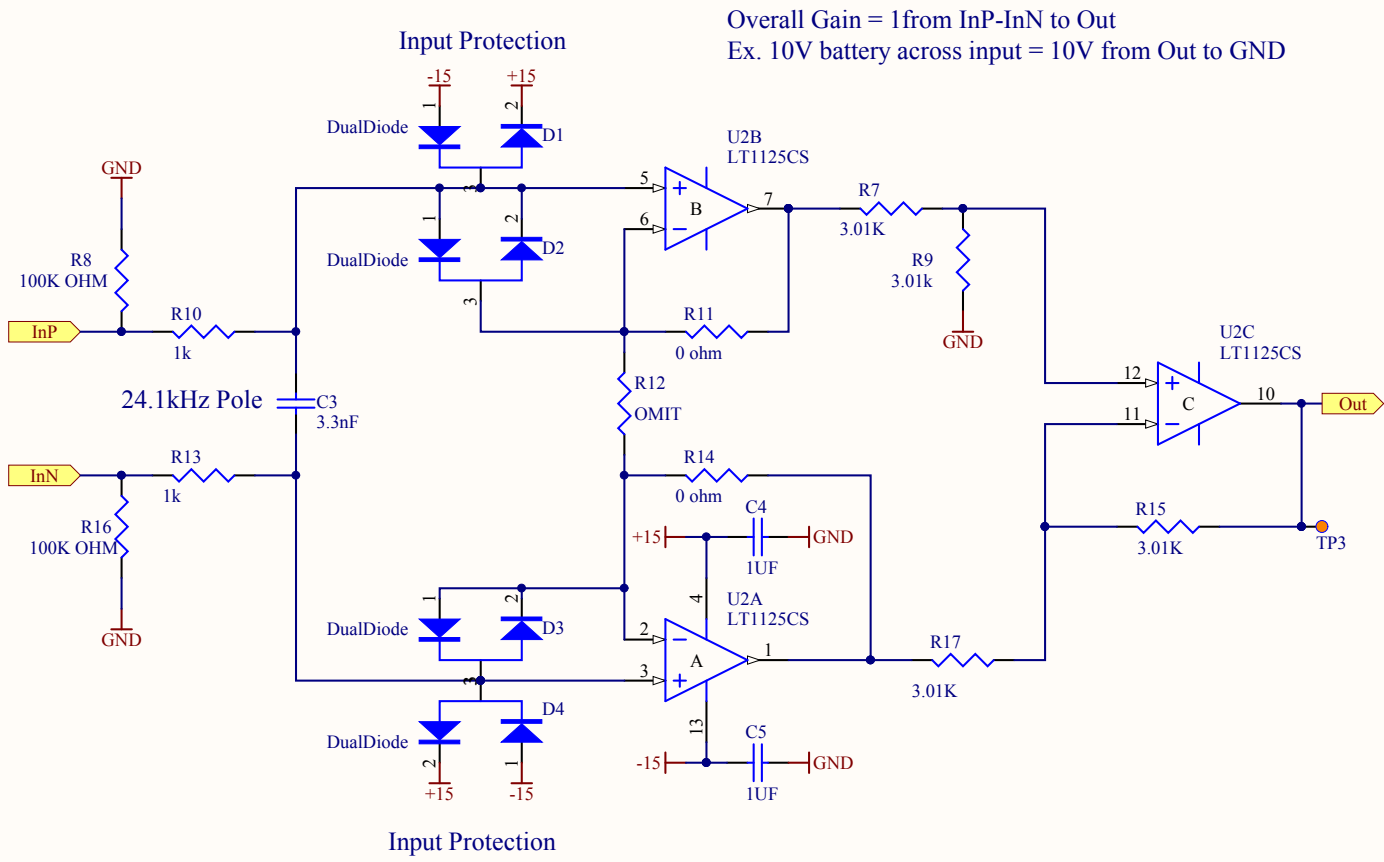 Overall Gain = 1from InP-InN to Out
Ex. 10V battery across input = 10V from Out to GND
Input Protection
-15
+15
1
2
DualDiode
D1
3
U2B
LT1125CS
GND
5
6
B
7
R7
3.01K
1
2
DualDiode
D2
3
R8
100K OHM
R9
3.01k
GND
InP
R10
1k
R11
0 ohm
U2C
LT1125CS
24.1kHz Pole
C3
3.3nF
R12
OMIT
12
11
C
10
Out
InN
R13
1k
R14
0 ohm
R16
100K OHM
GND
C4
+15
GND
1UF
R15
3.01K
TP3
1
2
DualDiode
D3
3
4
U2A
LT1125CS
2
3
A
1
R17
3.01K
D4
DualDiode
2
1
+15
-15
13
C5
-15
GND
1UF
Input Protection